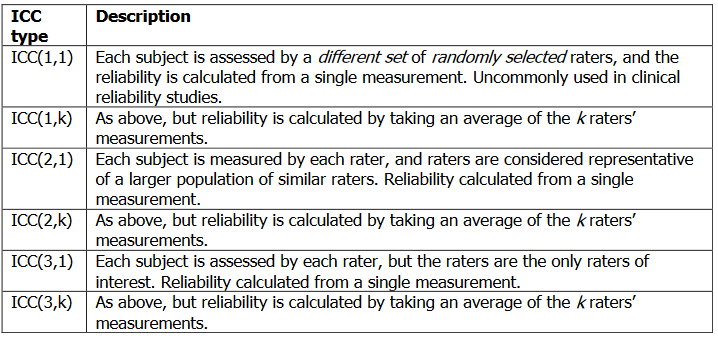 ICC type Description
ICC(1,1) Each subject is assessed by a different set of randomly selected raters, and the
reliability is calculated from a single measurement. Uncommonly used in clinical
reliability studies.
ICC(1,k) As above, but reliability is calculated by taking an average of the k raters’
measurements.
ICC(2,1) Each subject is measured by each rater, and raters are considered representative
of a larger population of similar raters. Reliability calculated from a single
measurement.
ICC(2,k) As above, but reliability is calculated by taking an average of the k raters’
measurements.
ICC(3,1) Each subject is assessed by each rater, but the raters are the only raters of
interest. Reliability calculated from a single measurement.
ICC(3,k) As above, but reliability is calculated by taking an average of the k raters’
measurements.